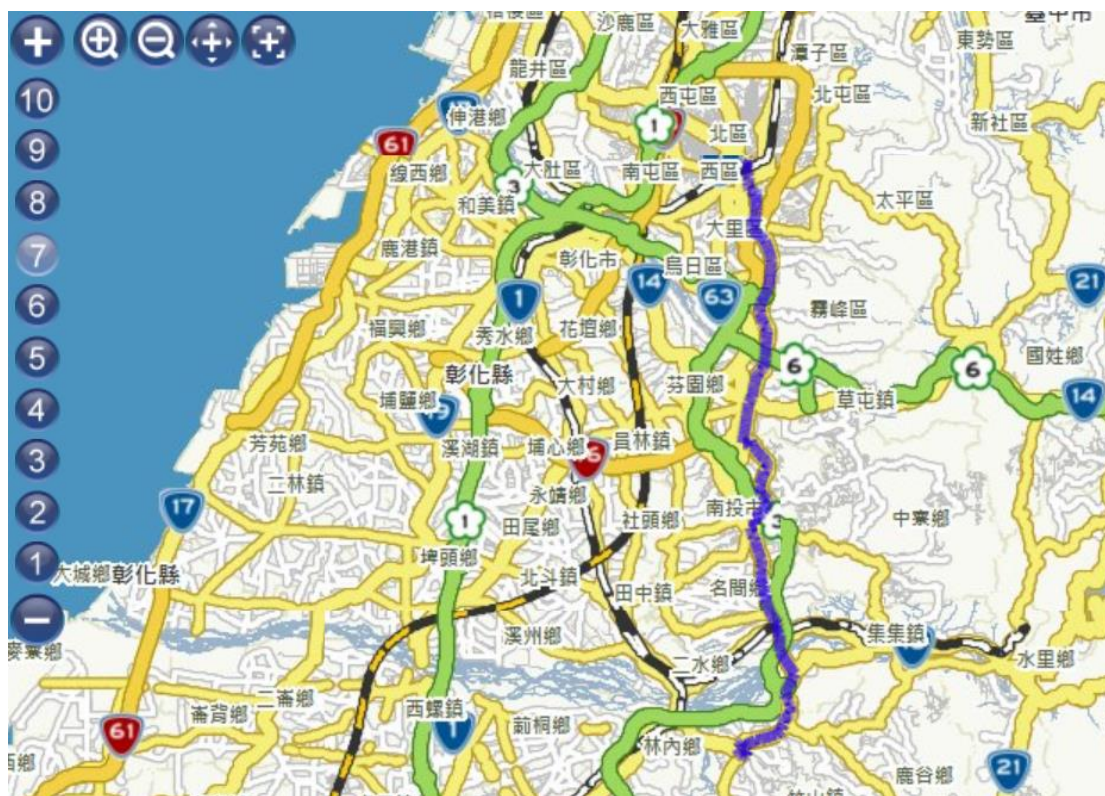 臺中市
沙鹿區
大雅區
潭子區
東勢區
龍井區
10
西屯區
北屯區
伸港鄉
新社區
1
北區
61
9
線西鄉
大肚區
南屯區
西區
8
3
太平區
和美鎮
大里區
鹿港鎮
彰化市
烏日區
7
14
21
1
63
霧峰區
6
福興鄉
秀水鄉
花壇鄉
國姓鄉
5
彰化縣
大村鄉
芬園鄉
6
6
埔鹽鄉
草屯鎮
14
4
芳苑鄉
溪湖鎮
埔心鄉
員林鎮
3
二林鎮
永靖鄉
17
2
田尾鄉
社頭鄉
南投市
3
中寮鄉
1
1
埤頭鄉
大城鄉
彰化縣
北斗鎮
田中鎮
名間鄉
溪州鄉
集集鎮
麥寮鄉
二水鄉
水里鄉
二崙鄉
崙背鄉
西螺鎮
莿桐鄉
61
1
林內鄉
鹿谷鄉
21
竹山鎮